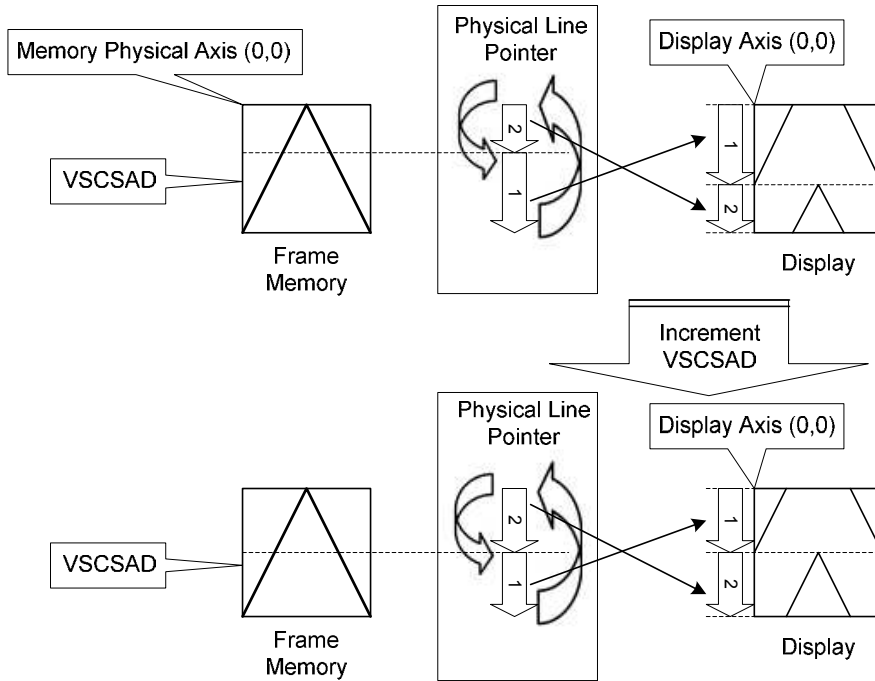 Physical Line
Pointer
Memory Physical Axis (0,0)
Display Axis (0,0)
2
1
1
2
VSCSAD
Frame
Memory
Display
Increment
VSCSAD
Physical Line
Pointer
Display Axis (0,0)
2
1
1
2
VSCSAD
Frame
Memory
Display